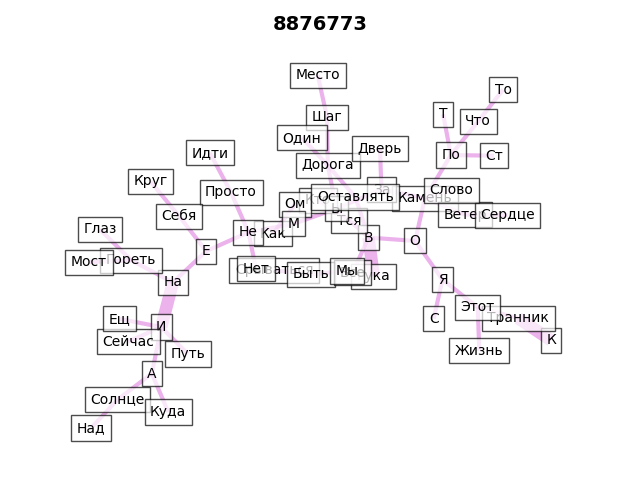 8876773
Место
То
Шаг
Т
Что
Один
Дверь
Идти
По
Ст
Дорога
Круг
Просто
За
Слово
Оставлять
Камень
Ом
Ы
Себя
Ветер
Сердце
М
Тся
Глаз
Не
Как
В
О
Е
Мост
Гореть
Нет
Быть
Мы
На
Я
Этот
Странник
Ещ
И
С
К
Сейчас
Путь
Жизнь
А
Солнце
Куда
Над